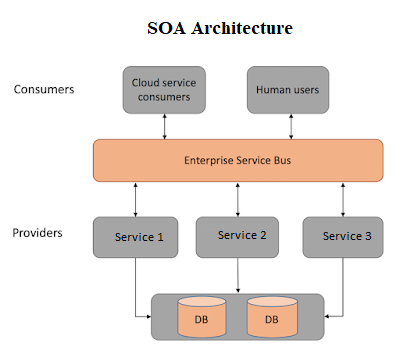 SOA Architecture
Consumers
Cloud service
consumers
Human users
Enterprise Service Bus
Providers
Service 1
Service 2
Service 3
DB
DB